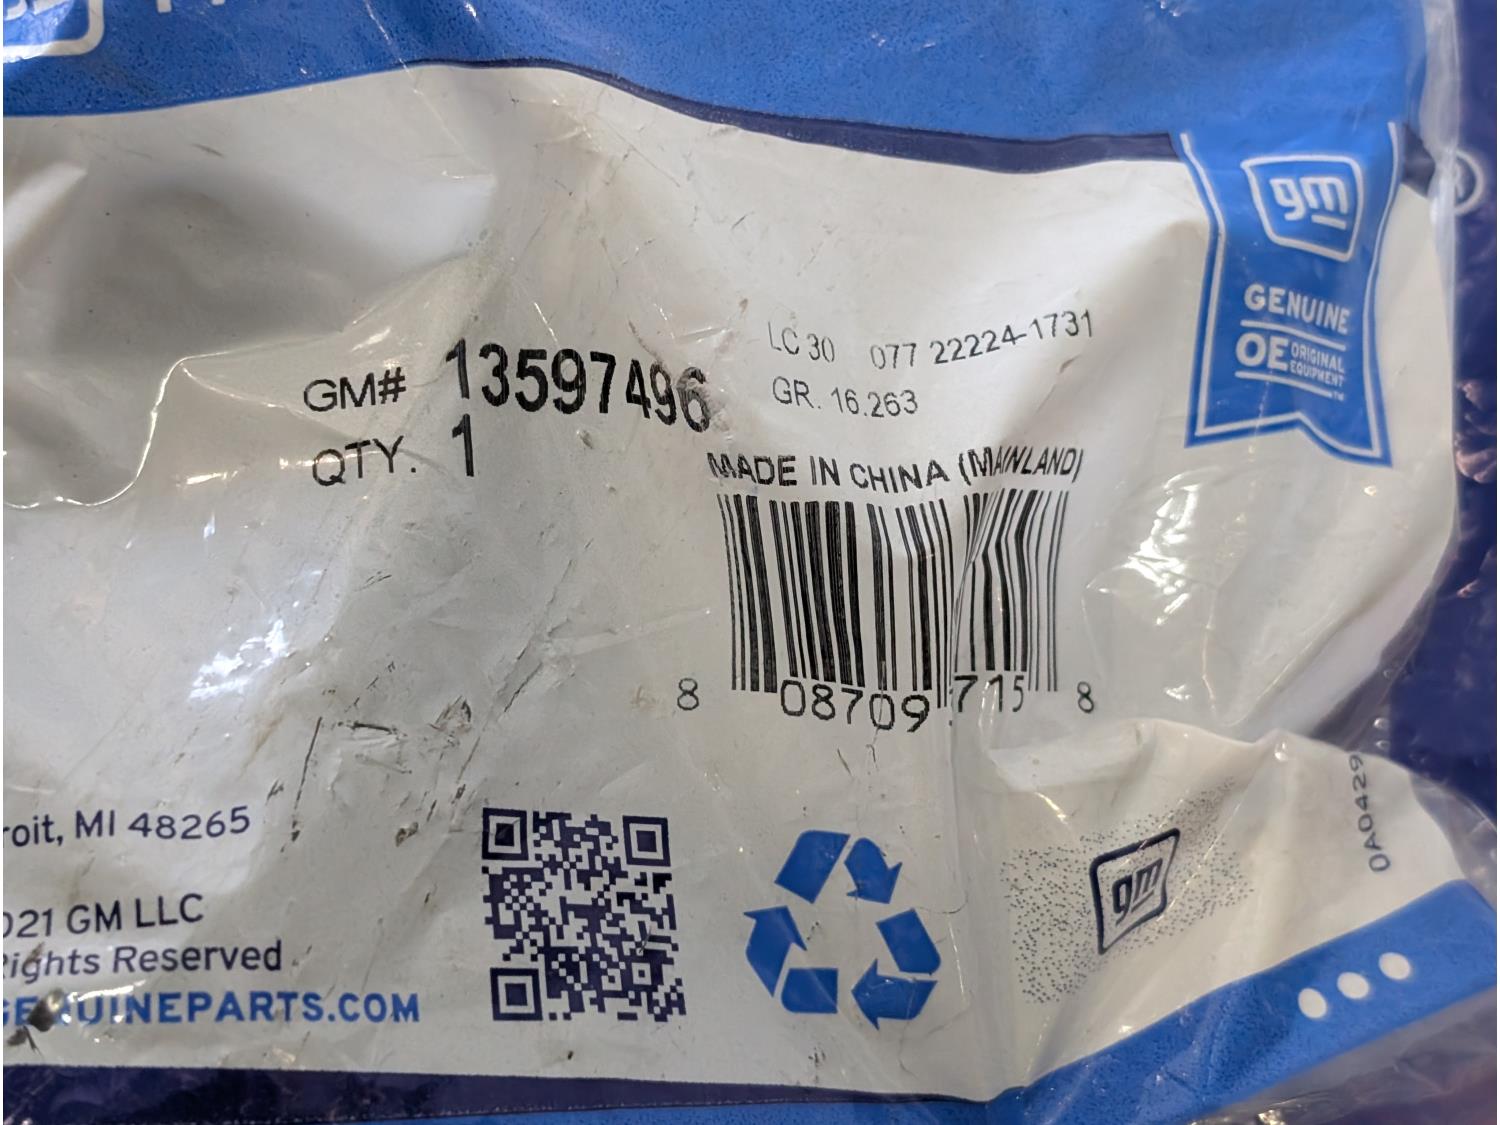 gm
GENUINE
OE ORIGINAL
EQUIPMENT™
LC 30 077 22224-1731
GR. 16.263
GM# 13597496
QTY. 1
MADE IN CHINA (MAINLAND)
8 08709 715 8
roit, MI 48265
021 GM LLC
Rights Reserved
GENUINEPARTS.COM
gm
0A0429